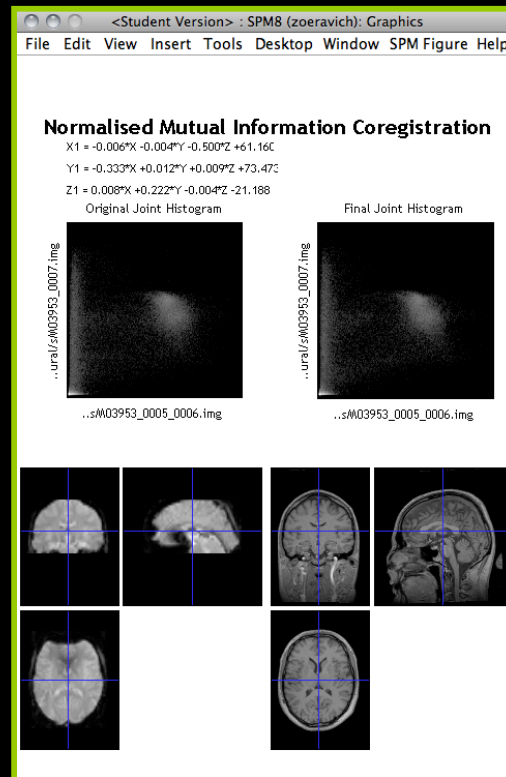 <Student Version> : SPM8 (zoeravich): Graphics
File Edit View Insert Tools Desktop Window SPM Figure Help
Normalised Mutual Information Coregistration
X1 = -0.006*X -0.004*Y -0.500*Z +61.160
Y1 = -0.333*X +0.012*Y +0.009*Z +73.473
Z1 = 0.008*X +0.222*Y -0.004*Z -21.188
Original Joint Histogram
Final Joint Histogram
..ural/sM03953_0007.img
..ural/sM03953_0007.img
..sM03953_0005_0006.img
..sM03953_0005_0006.img